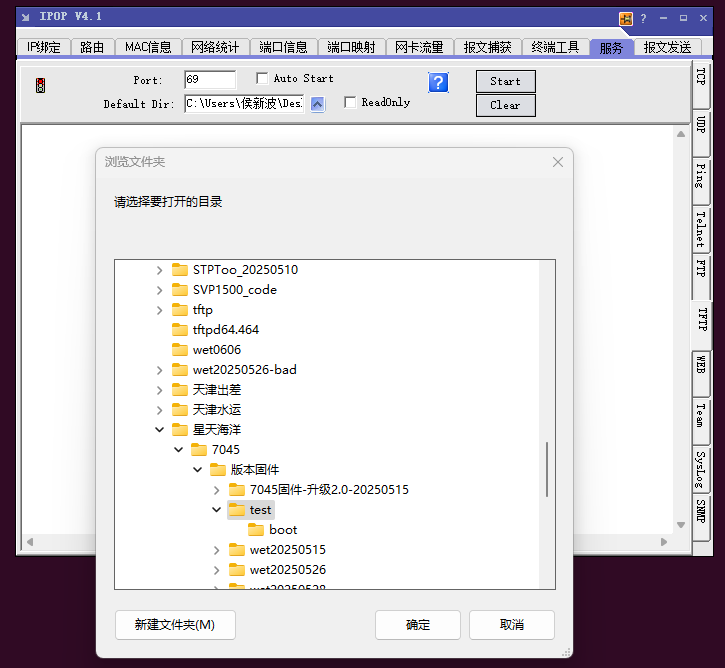 IPOP V4.1
IP绑定 路由 MAC信息 网络统计 端口信息 端口映射 网卡流量 报文捕获 终端工具 服务 报文发送
Port: 69 Auto Start Start
Default Dir: C:\Users\侯新波\Des. ReadOnly Clear
TCP
UDP
Ping
Telnet
FTP
TFTP
WEB
Team
SysLog
SNMP
浏览文件夹
请选择要打开的目录
STPToo_20250510
SVP1500_code
tftp
tftpd64.464
wet0606
wet20250526-bad
天津出差
天津水运
星天海洋
7045
版本固件
7045固件-升级2.0-20250515
test
boot
wet20250515
wet20250526
wet20250528
新建文件夹(M) 确定 取消